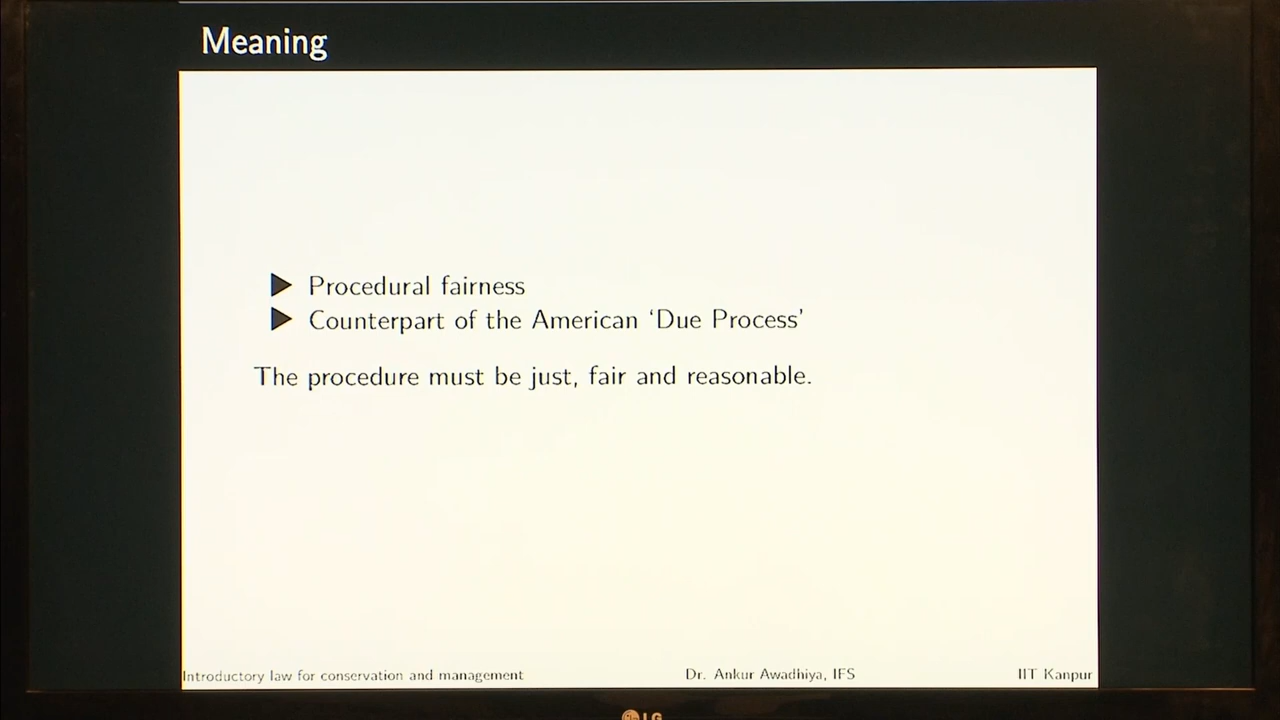 Meaning
Procedural fairness
Counterpart of the American ‘Due Process’
The procedure must be just, fair and reasonable.
Introductory law for conservation and management Dr. Ankur Awadhiya, IFS IIT Kanpur
LG